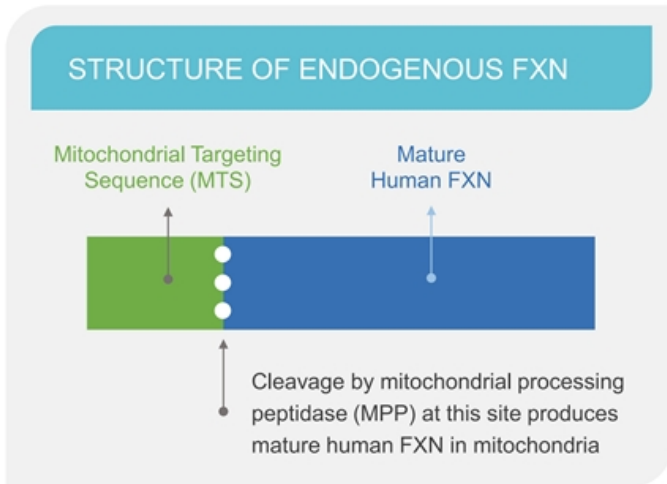 STRUCTURE OF ENDOGENOUS FXN
Mitochondrial Targeting
Sequence (MTS)
Mature
Human FXN
Cleavage by mitochondrial processing
peptidase (MPP) at this site produces
mature human FXN in mitochondria